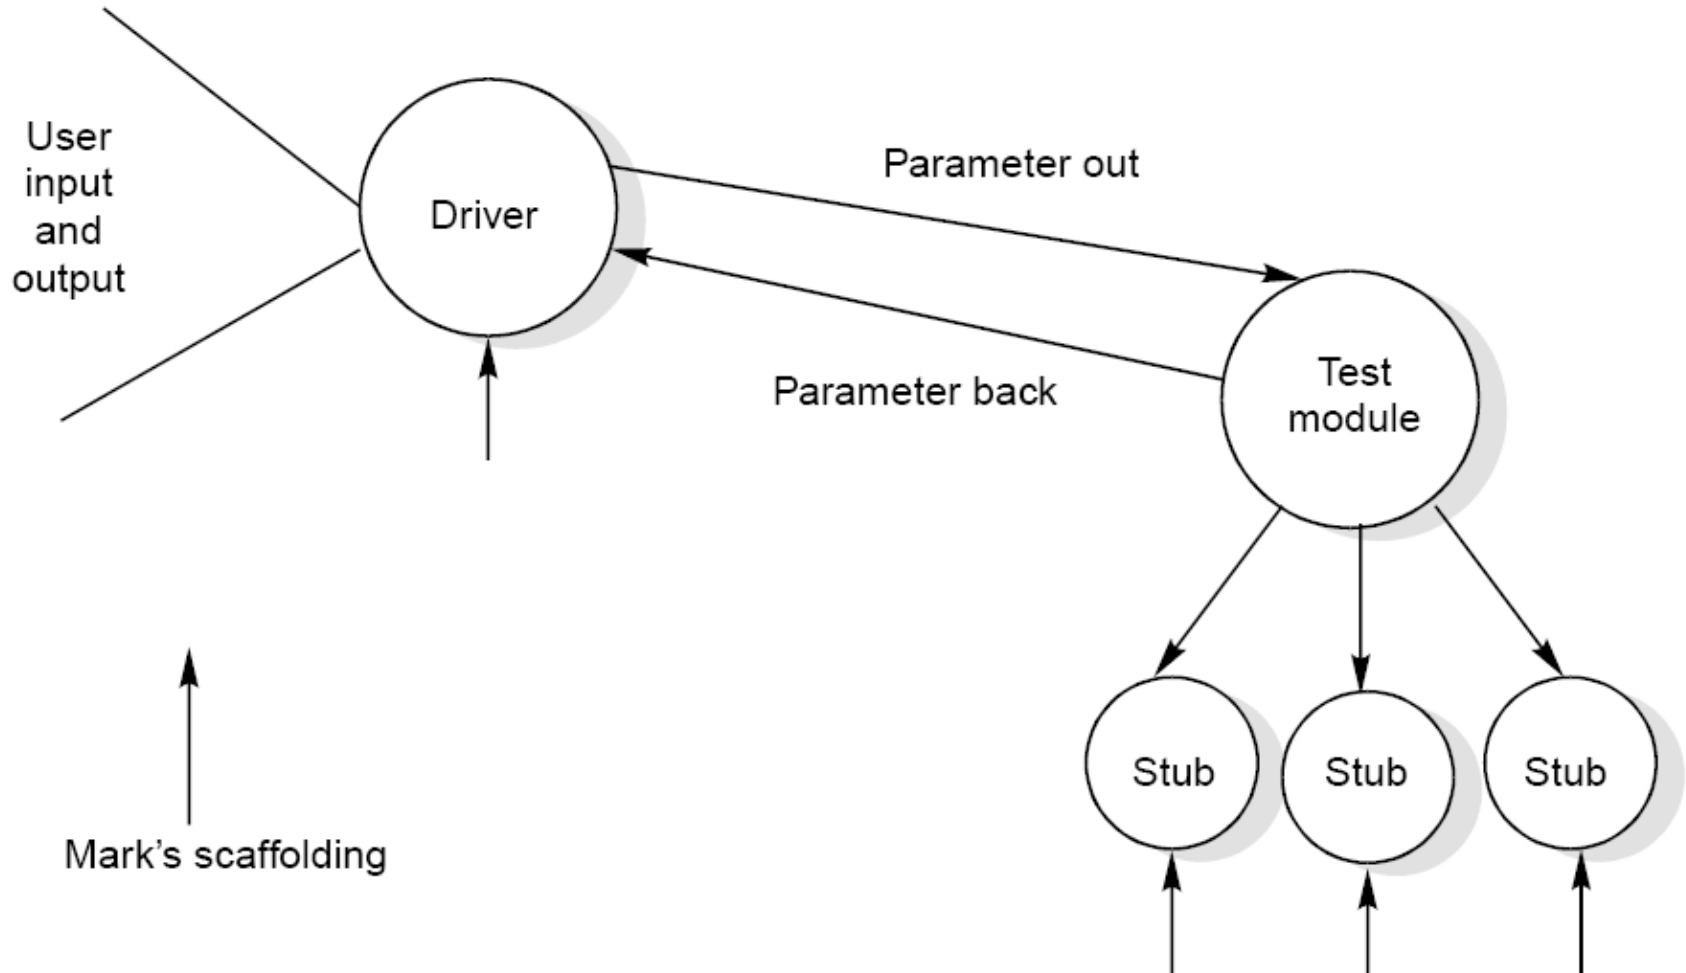 User
input
and
output
Driver
Parameter out
Parameter back
Test
module
Stub
Stub
Stub
Mark's scaffolding